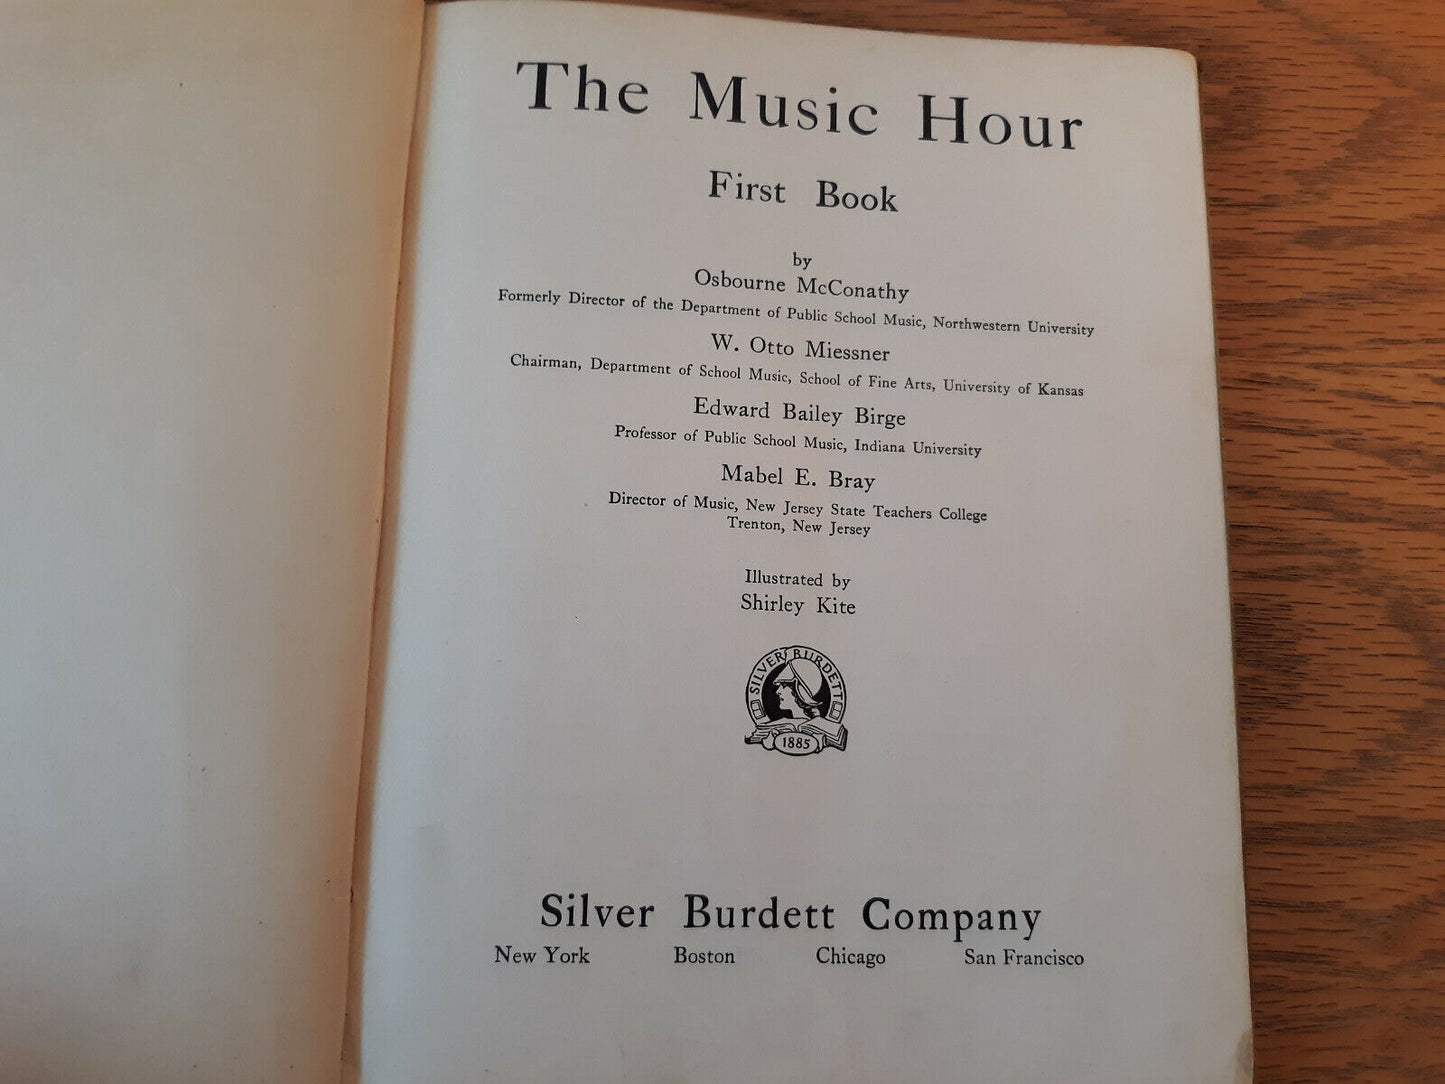 The Music Hour
First Book
by
Osbourne McConathy
Formerly Director of the Department of Public School Music, Northwestern University
W. Otto Miessner
Chairman, Department of School Music, School of Fine Arts, University of Kansas
Edward Bailey Birge
Professor of Public School Music, Indiana University
Mabel E. Bray
Director of Music, New Jersey State Teachers College
Trenton, New Jersey
Illustrated by
Shirley Kite
SILVER BURDETT
1885
Silver Burdett Company
New York Boston Chicago San Francisco